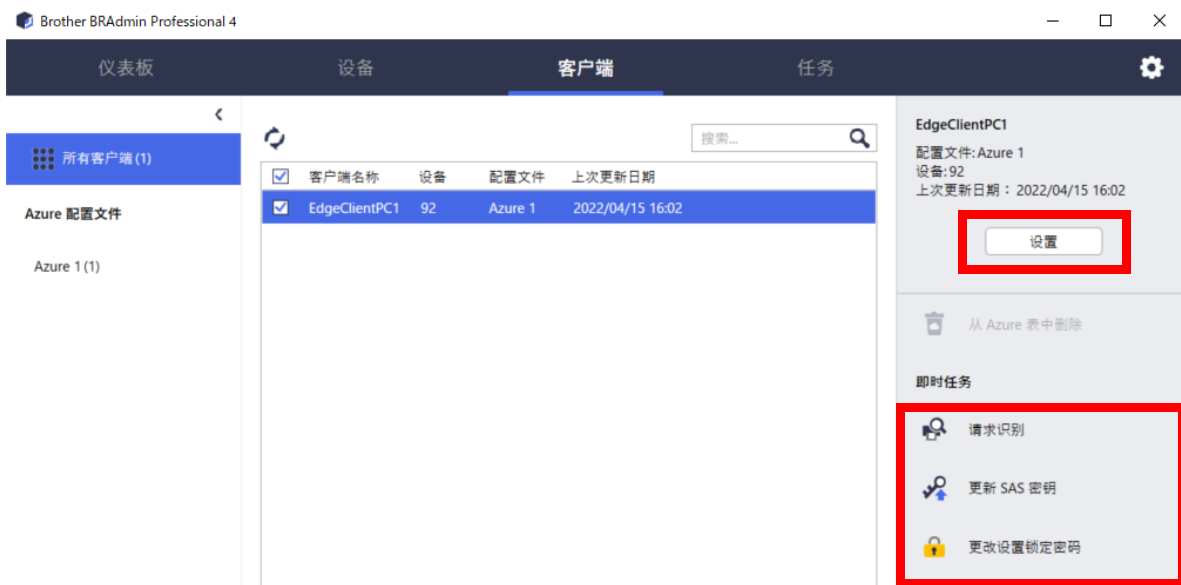 Brother BRAdmin Professional 4
仪表板 设备 客户端 任务
所有客户端(1)
Azure 配置文件
Azure 1 (1)
搜索...
客户端名称 设备 配置文件 上次更新日期
EdgeClientPC1 92 Azure 1 2022/04/15 16:02
EdgeClientPC1
配置文件:Azure 1
设备:92
上次更新日期：2022/04/15 16:02
设置
从 Azure 表中删除
即时任务
请求识别
更新 SAS 密钥
更改设置锁定密码